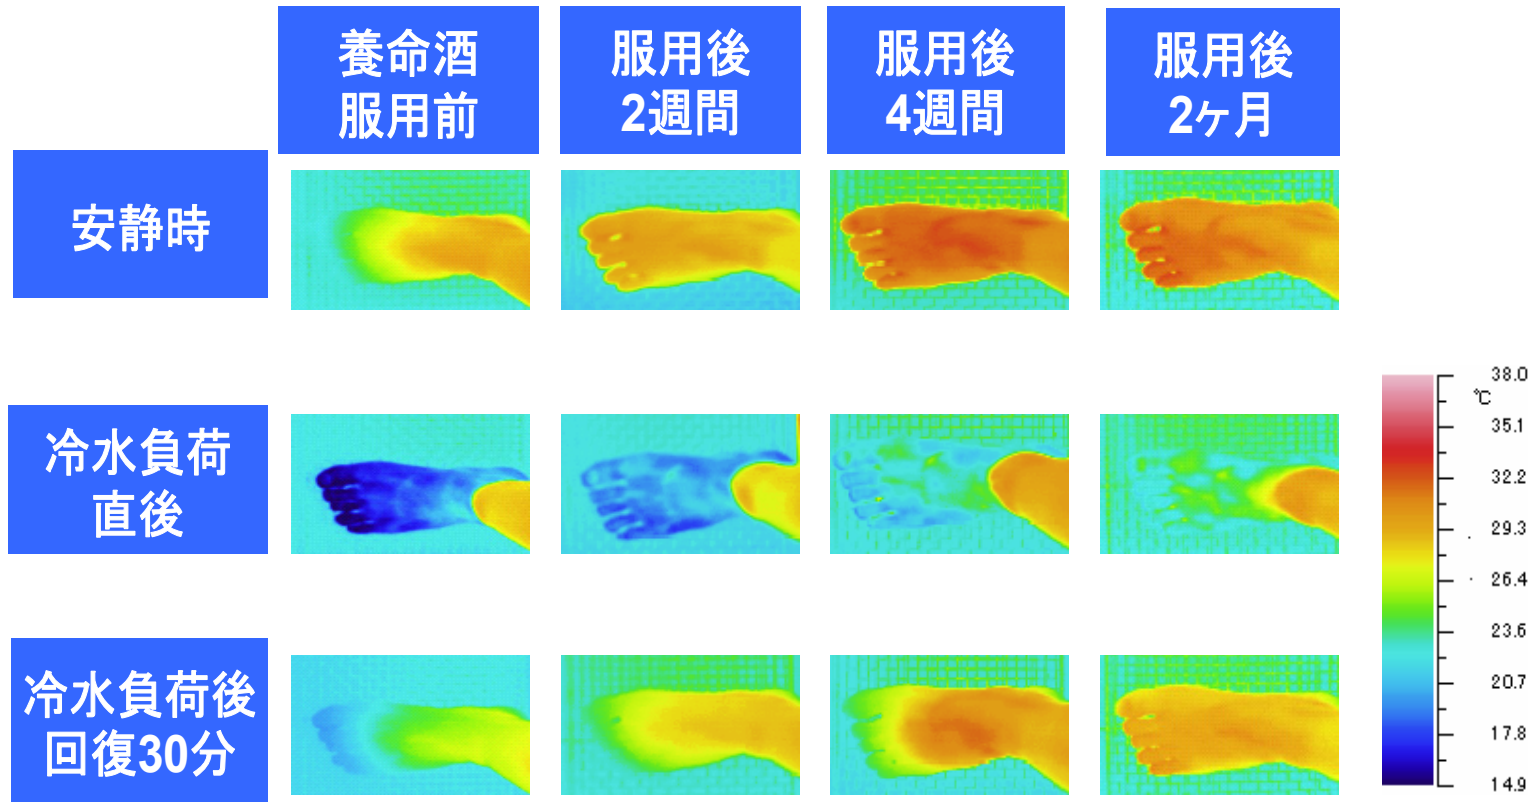 養命酒
服用前
服用後
2週間
服用後
4週間
服用後
2ヶ月
安静時
冷水負荷
直後
冷水負荷後
回復30分
38.0
℃
35.1
32.2
29.3
26.4
23.6
20.7
17.8
14.9